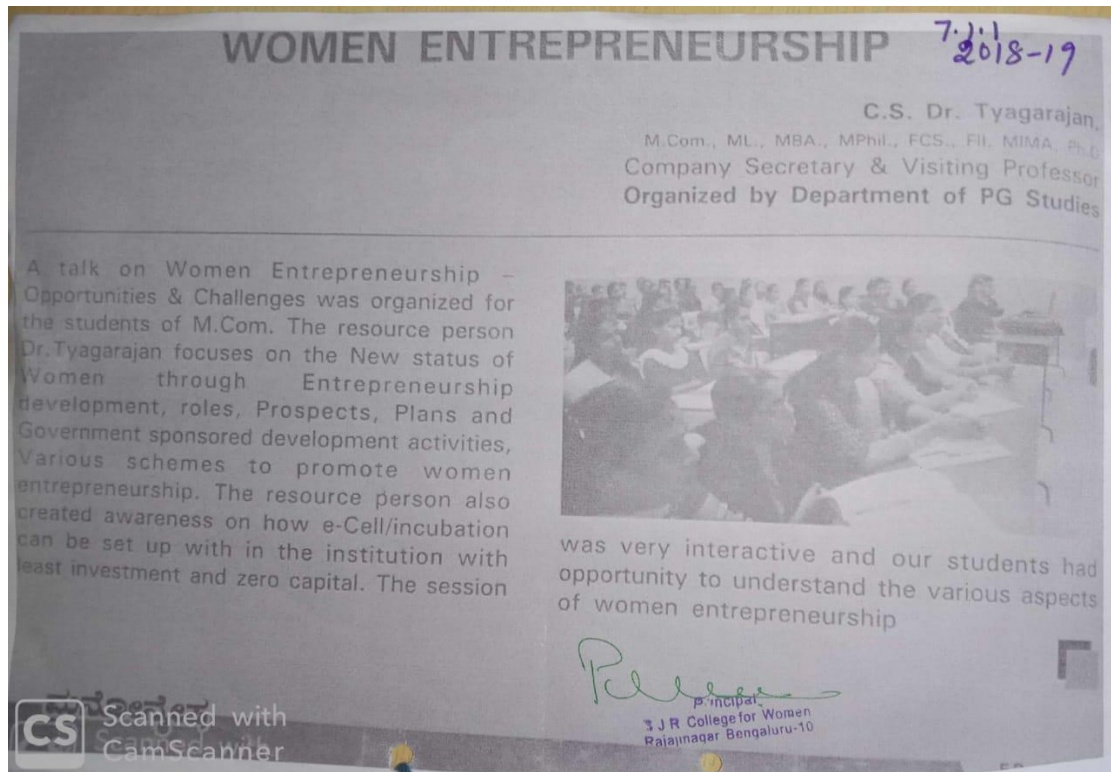 WOMEN ENTREPRENEURSHIP
7.1.1
2018-19
C.S. Dr. Tyagarajan,
M.Com., ML., MBA., MPhil., FCS., FII, MIMA, Ph.D
Company Secretary & Visiting Professor
Organized by Department of PG Studies
A talk on Women Entrepreneurship –
Opportunities & Challenges was organized for
the students of M.Com. The resource person
Dr.Tyagarajan focuses on the New status of
Women through Entrepreneurship
development, roles, Prospects, Plans and
Government sponsored development activities,
Various schemes to promote women
entrepreneurship. The resource person also
created awareness on how e-Cell/incubation
can be set up with in the institution with
least investment and zero capital. The session
was very interactive and our students had
opportunity to understand the various aspects
of women entrepreneurship
Principal
S J R College for Women
Rajajinagar Bengaluru-10
CS Scanned with
CamScanner